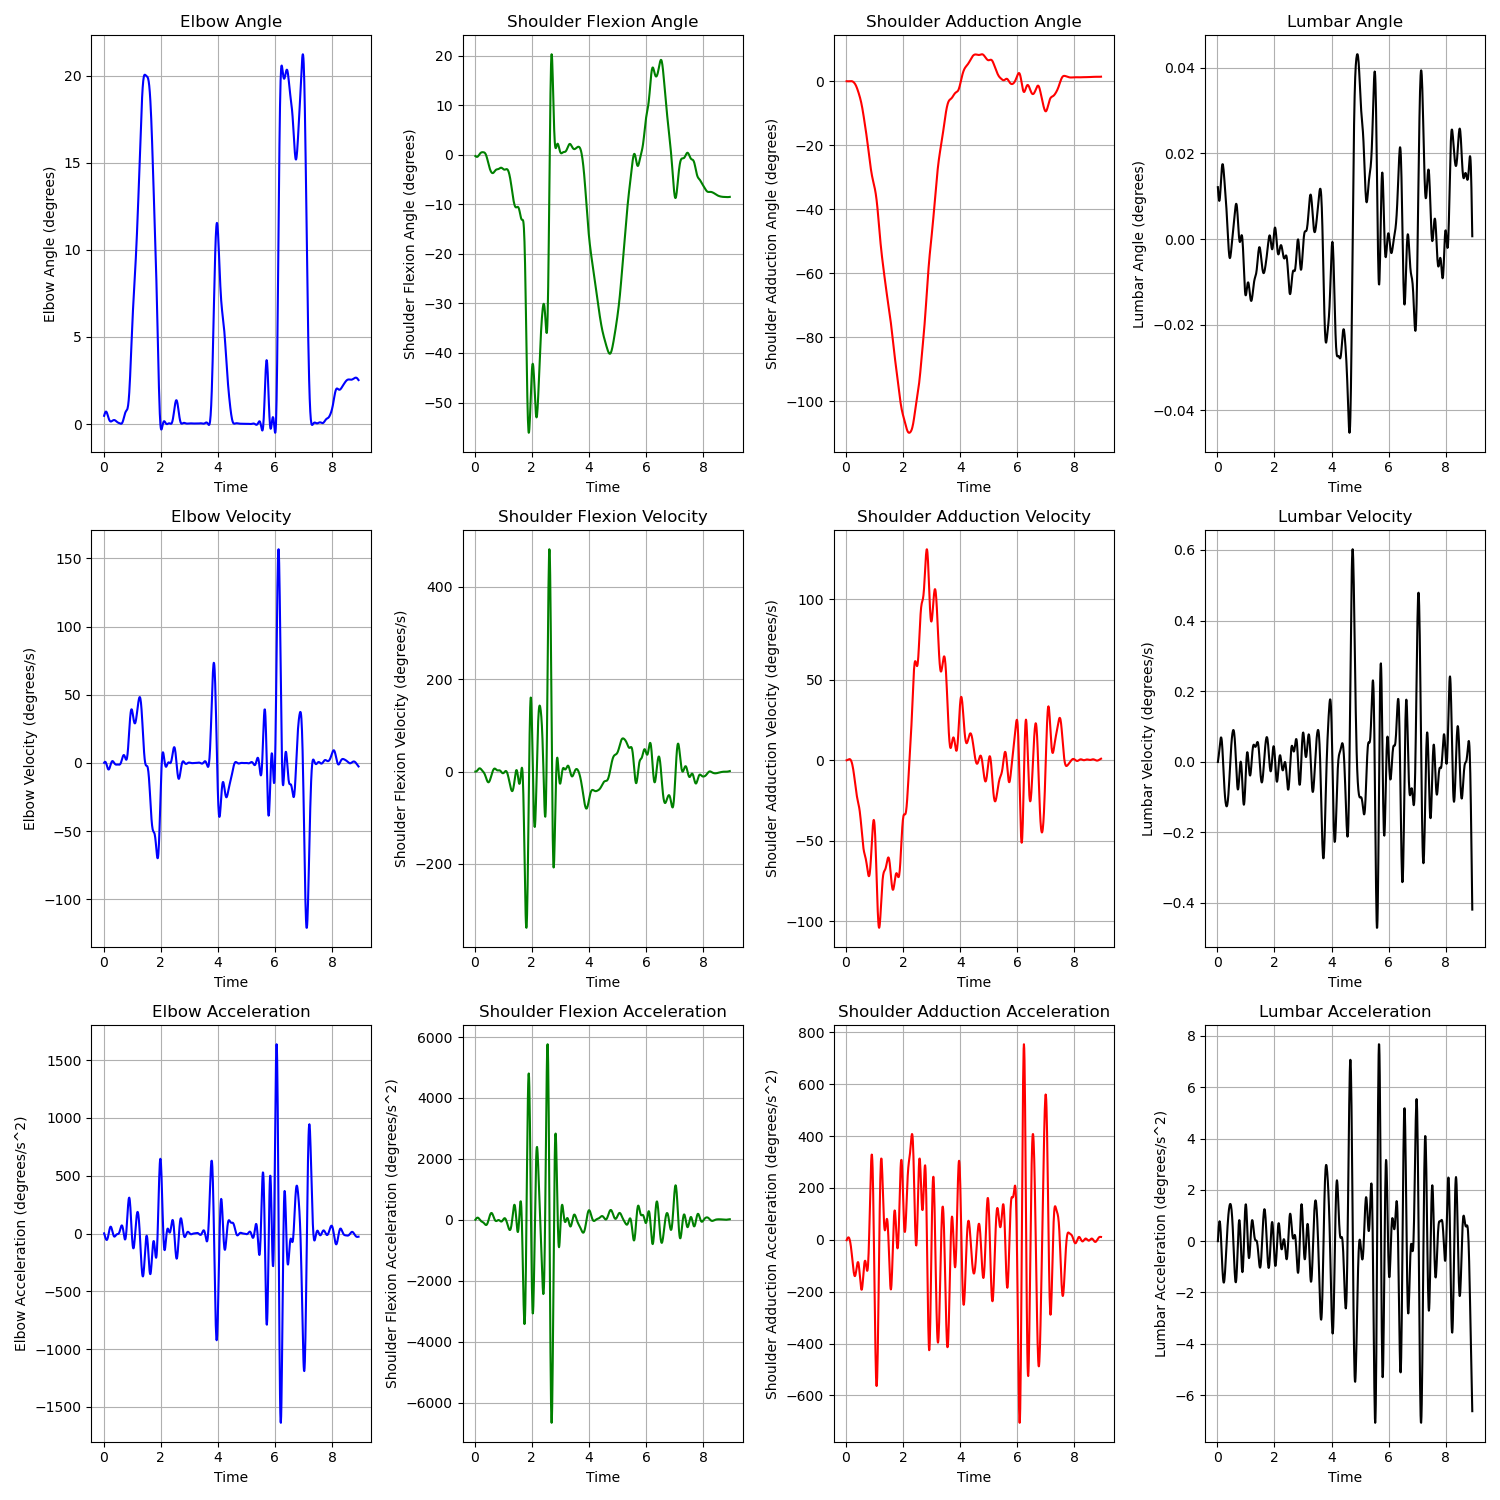 Elbow Angle
Elbow Angle (degrees)
20
15
10
5
0
0 2 4 6 8
Time
Shoulder Flexion Angle
Shoulder Flexion Angle (degrees)
20
10
0
−10
−20
−30
−40
−50
0 2 4 6 8
Time
Shoulder Adduction Angle
Shoulder Adduction Angle (degrees)
0
−20
−40
−60
−80
−100
0 2 4 6 8
Time
Lumbar Angle
Lumbar Angle (degrees)
0.04
0.02
0.00
−0.02
−0.04
0 2 4 6 8
Time
Elbow Velocity
Elbow Velocity (degrees/s)
150
100
50
0
−50
−100
0 2 4 6 8
Time
Shoulder Flexion Velocity
Shoulder Flexion Velocity (degrees/s)
400
200
0
−200
0 2 4 6 8
Time
Shoulder Adduction Velocity
Shoulder Adduction Velocity (degrees/s)
100
50
0
−50
−100
0 2 4 6 8
Time
Lumbar Velocity
Lumbar Velocity (degrees/s)
0.6
0.4
0.2
0.0
−0.2
−0.4
0 2 4 6 8
Time
Elbow Acceleration
Elbow Acceleration (degrees/s^2)
1500
1000
500
0
−500
−1000
−1500
0 2 4 6 8
Time
Shoulder Flexion Acceleration
Shoulder Flexion Acceleration (degrees/s^2)
6000
4000
2000
0
−2000
−4000
−6000
0 2 4 6 8
Time
Shoulder Adduction Acceleration
Shoulder Adduction Acceleration (degrees/s^2)
800
600
400
200
0
−200
−400
−600
0 2 4 6 8
Time
Lumbar Acceleration
Lumbar Acceleration (degrees/s^2)
8
6
4
2
0
−2
−4
−6
0 2 4 6 8
Time